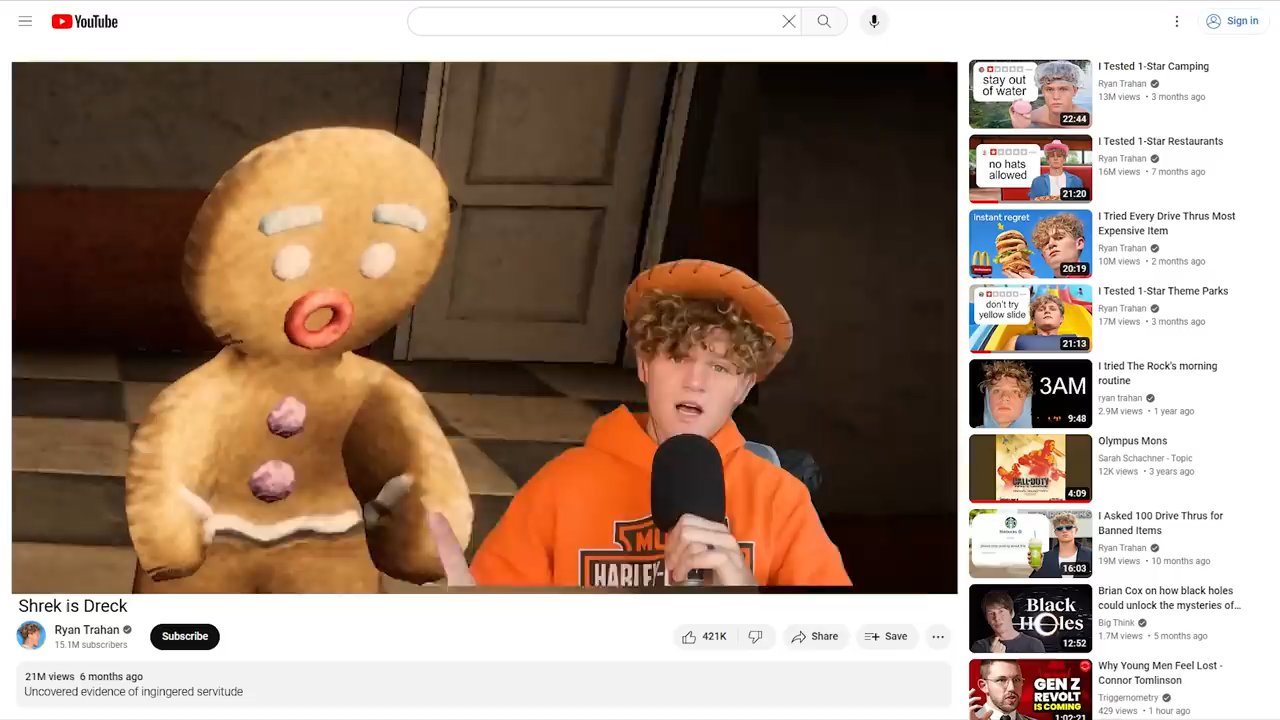 YouTube
Sign in
MU
HARLE
Shrek is Dreck
Ryan Trahan
15.1M subscribers
Subscribe
421K
Share
Save
21M views 6 months ago
Uncovered evidence of ingingered servitude
stay out
of water
22:44
I Tested 1-Star Camping
Ryan Trahan
13M views • 3 months ago
no hats
allowed
21:20
I Tested 1-Star Restaurants
Ryan Trahan
16M views • 7 months ago
instant regret
20:19
I Tried Every Drive Thrus Most
Expensive Item
Ryan Trahan
10M views • 2 months ago
don't try
yellow slide
21:13
I Tested 1-Star Theme Parks
Ryan Trahan
17M views • 3 months ago
3AM
9:48
I tried The Rock's morning
routine
ryan trahan
2.9M views • 1 year ago
CALL OF DUTY
4:09
Olympus Mons
Sarah Schachner - Topic
12K views • 3 years ago
16:03
I Asked 100 Drive Thrus for
Banned Items
Ryan Trahan
19M views • 10 months ago
Black
Holes
12:52
Brian Cox on how black holes
could unlock the mysteries of...
Big Think
1.7M views • 5 months ago
GEN Z
REVOLT
IS COMING
1:02:21
Why Young Men Feel Lost -
Connor Tomlinson
Triggernometry
429 views • 1 hour ago